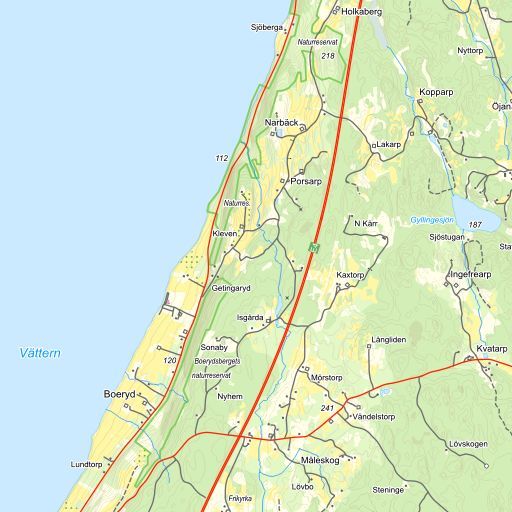 Holkaberg
Sjöberga
Naturreservat
218
Nyttorp
Kopparp
Öjan
Narbäck
Lakarp
112
Porsarp
Naturres.
N Kärr
Gyllingesjön
187
Kleven
Sjöstugan
Sta
Ingefrearp
Kaxtorp
Getingaryd
Isgärda
Långliden
Sonaby
Vättern
120
Boerydsbergets
naturreservat
Kvatarp
Mörstorp
Boeryd
Nyhem
241
Vändelstorp
Lövskogen
Lundtorp
Måleskog
Lövbo
Steninge
Frikyrka